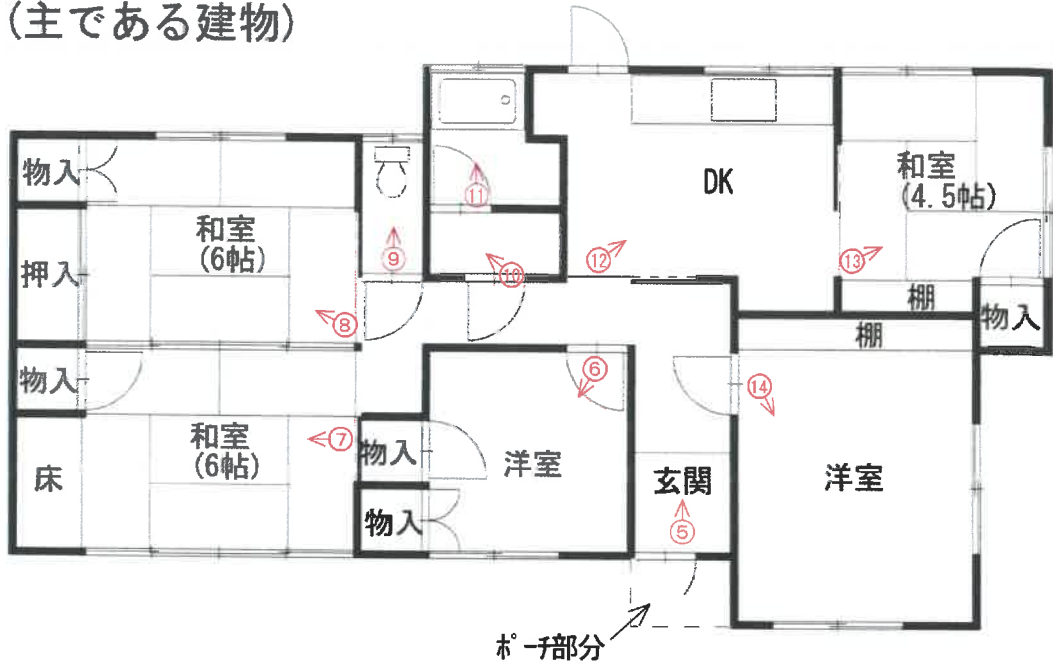 (主である建物)
物入
押入
物入
床
和室
(6帖)
⑧
和室
(6帖)
⑦
⑨
⑪
⑩
物入
物入
洋室
⑥
DK
⑫
玄関
⑤
和室
(4.5帖)
⑬
棚
物入
棚
⑭
洋室
ポーチ部分